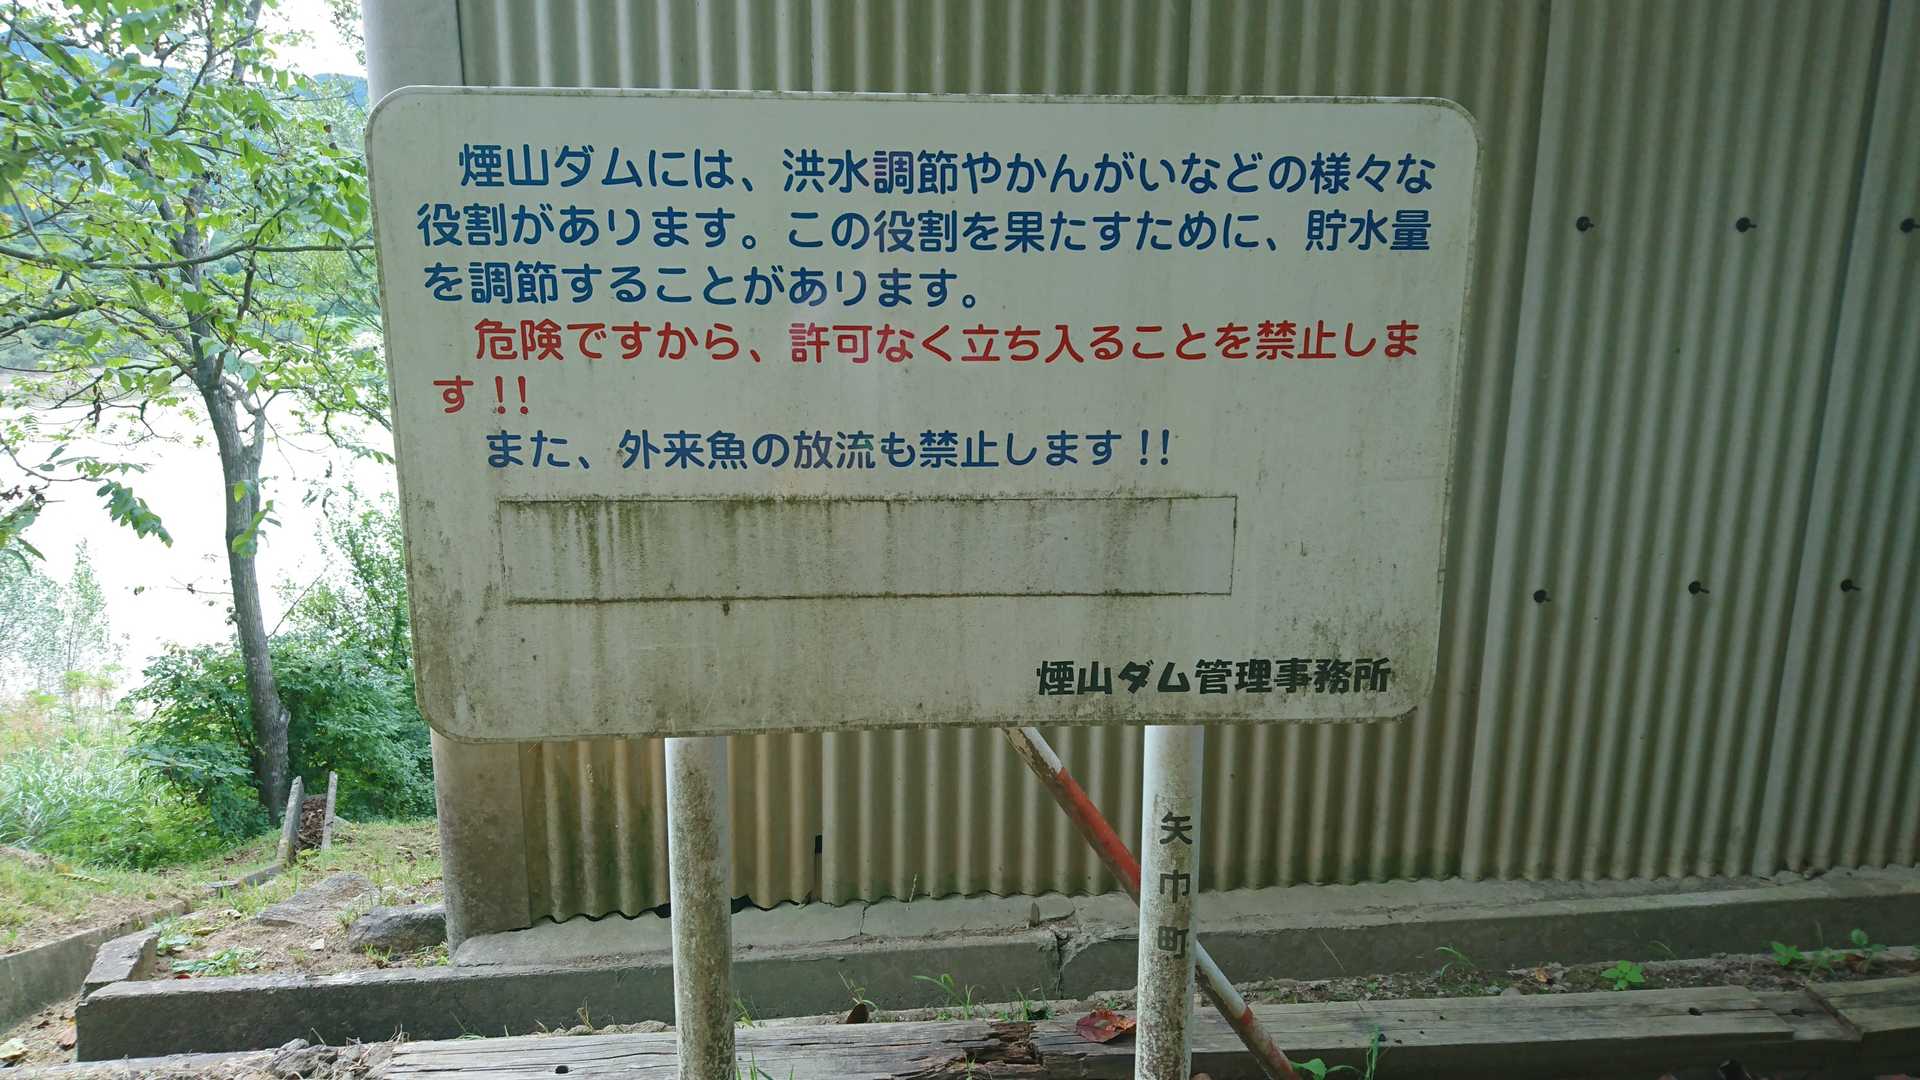 煙山ダムには、洪水調節やかんがいなどの様々な
役割があります。この役割を果たすために、貯水量
を調節することがあります。
危険ですから、許可なく立ち入ることを禁止しま
す!!
また、外来魚の放流も禁止します!!
煙山ダム管理事務所
矢巾町